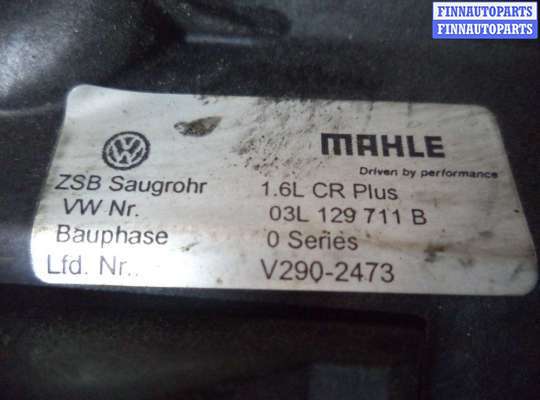 FINNAUTOPARTS
FINNAUTOPARTS
VW MAHLE
Driven by performance
ZSB Saugrohr 1.6L CR Plus
VW Nr. 03L 129 711 B
Bauphase 0 Series
Lfd. Nr.. V290-2473